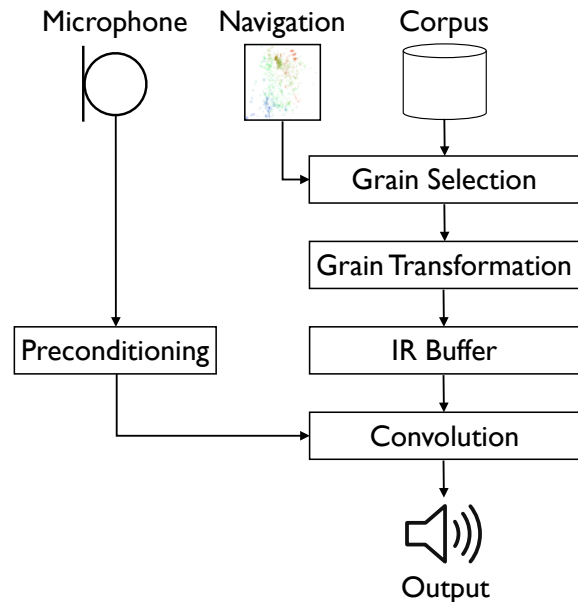 Microphone
Navigation
Corpus
Grain Selection
Grain Transformation
Preconditioning
IR Buffer
Convolution
Output